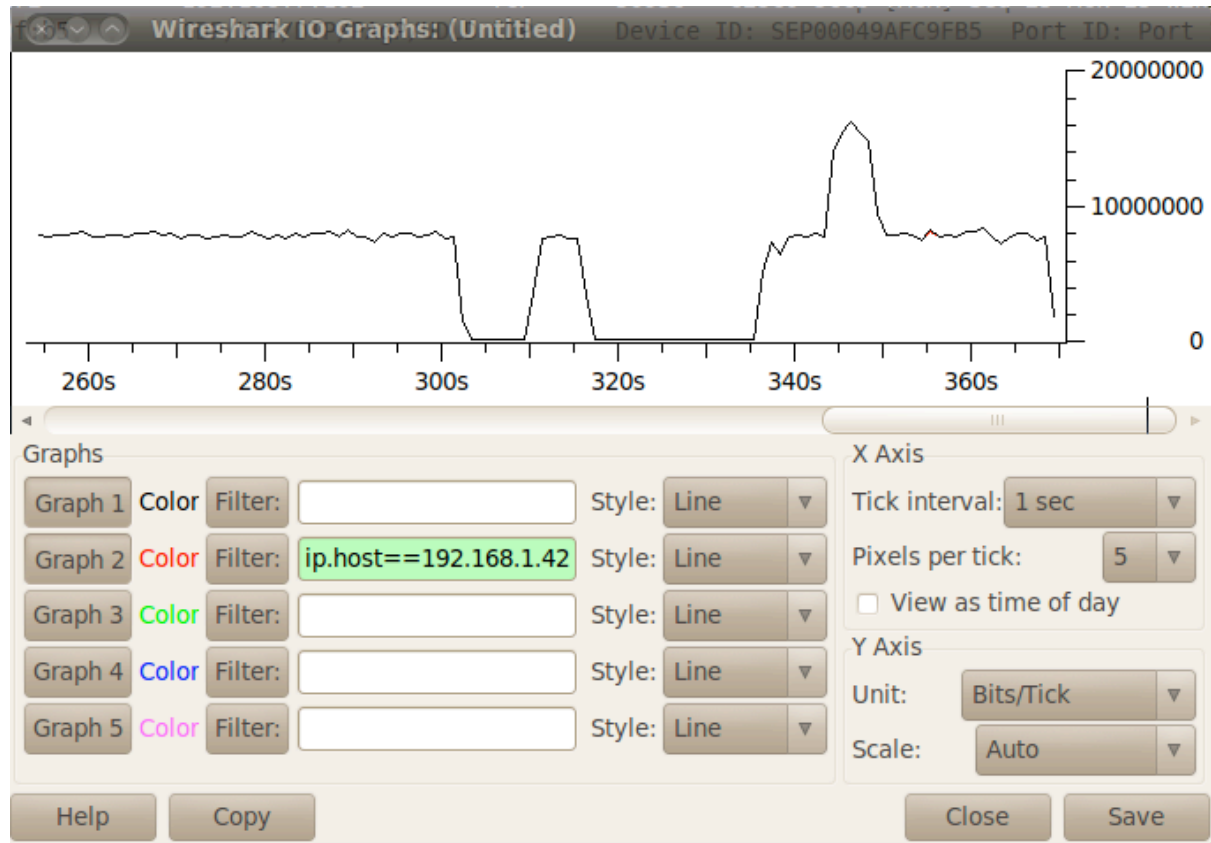 Wireshark IO Graphs: (Untitled)
Device ID: SEP00049AFC9FB5 Port ID: Port
20000000
10000000
0
260s 280s 300s 320s 340s 360s
Graphs
Graph 1 Color Filter: Style: Line
Graph 2 Color Filter: ip.host==192.168.1.42 Style: Line
Graph 3 Color Filter: Style: Line
Graph 4 Color Filter: Style: Line
Graph 5 Color Filter: Style: Line
X Axis
Tick interval: 1 sec
Pixels per tick: 5
View as time of day
Y Axis
Unit: Bits/Tick
Scale: Auto
Help Copy Close Save